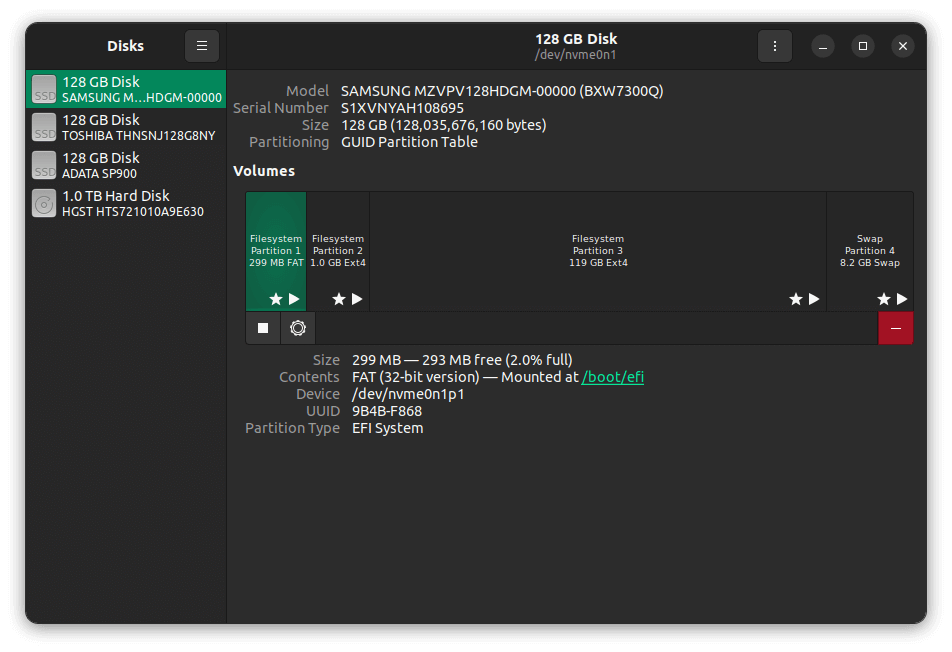 Disks
128 GB Disk
/dev/nvme0n1
128 GB Disk
SAMSUNG M...HDGM-00000
128 GB Disk
TOSHIBA THNSNJ128G8NY
128 GB Disk
ADATA SP900
1.0 TB Hard Disk
HGST HTS721010A9E630
SSD
SSD
SSD
Model SAMSUNG MZVPV128HDGM-00000 (BXW7300Q)
Serial Number S1XVNYAH108695
Size 128 GB (128,035,676,160 bytes)
Partitioning GUID Partition Table
Volumes
Filesystem
Partition 1
299 MB FAT
Filesystem
Partition 2
1.0 GB Ext4
Filesystem
Partition 3
119 GB Ext4
Swap
Partition 4
8.2 GB Swap
Size 299 MB — 293 MB free (2.0% full)
Contents FAT (32-bit version) — Mounted at /boot/efi
Device /dev/nvme0n1p1
UUID 9B4B-F868
Partition Type EFI System